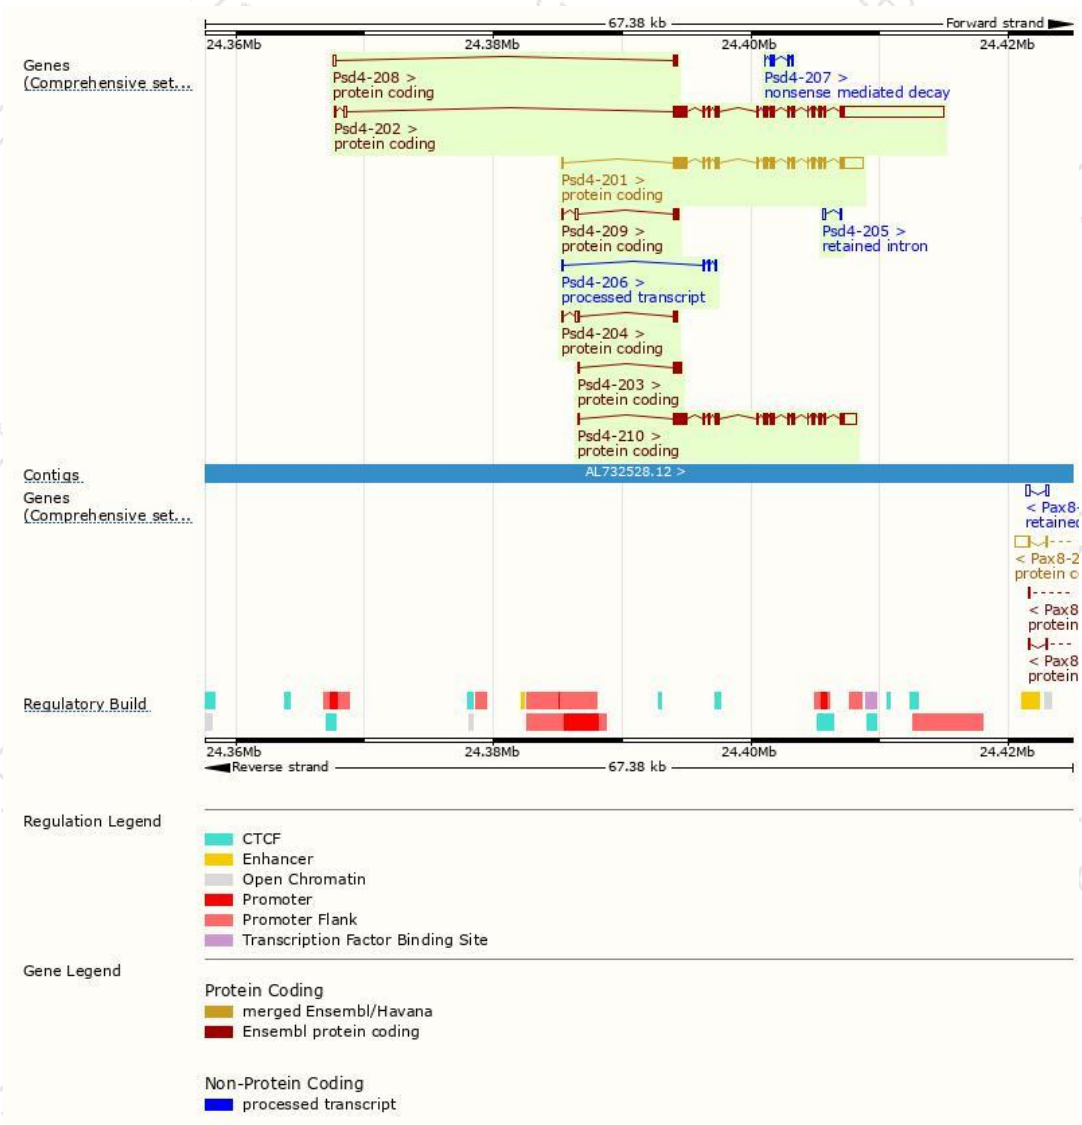 67.38 kb Forward strand
24.36Mb 24.38Mb 24.40Mb 24.42Mb
Genes
(Comprehensive set...
Psd4-208 >
protein coding
Psd4-207 >
nonsense mediated decay
Psd4-202 >
protein coding
Psd4-201 >
protein coding
Psd4-209 >
protein coding
Psd4-205 >
retained intron
Psd4-206 >
processed transcript
Psd4-204 >
protein coding
Psd4-203 >
protein coding
Psd4-210 >
protein coding
Contigs
AL732528.12 >
Genes
(Comprehensive set...
< Pax8-
retained
< Pax8-2
protein c
< Pax8
protein
< Pax8
protein
Regulatory Build
24.36Mb 24.38Mb 24.40Mb 24.42Mb
Reverse strand 67.38 kb
Regulation Legend
CTCF
Enhancer
Open Chromatin
Promoter
Promoter Flank
Transcription Factor Binding Site
Gene Legend
Protein Coding
merged Ensembl/Havana
Ensembl protein coding
Non-Protein Coding
processed transcript